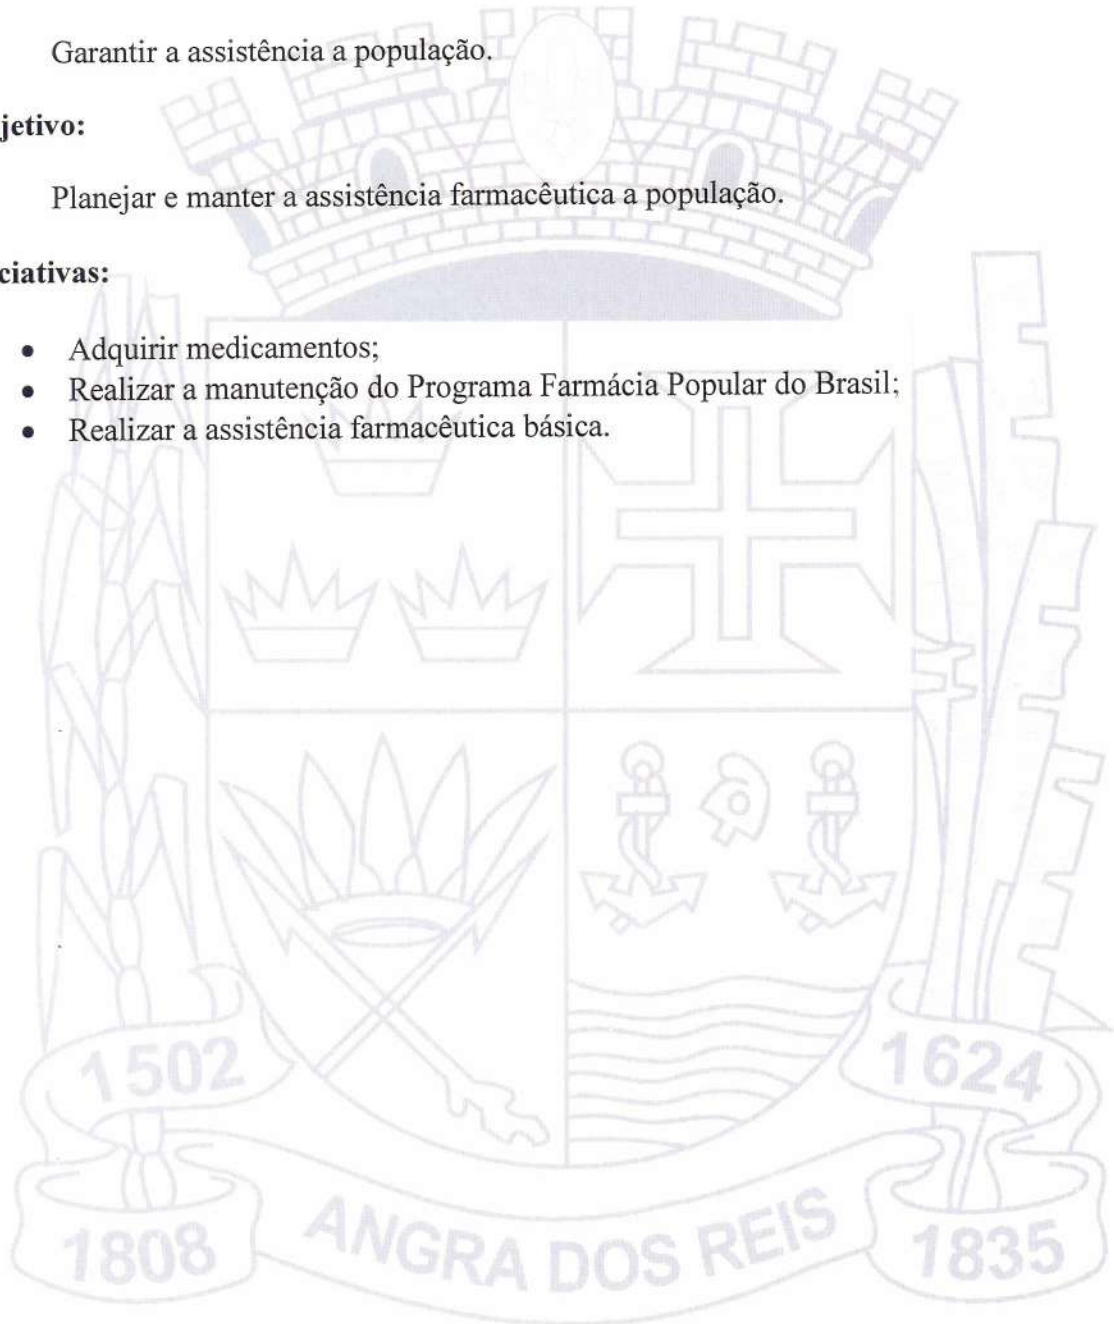 Garantir a assistência a população.
jetivo:
Planejar e manter a assistência farmacêutica a população.
ciativas:
• Adquirir medicamentos;
• Realizar a manutenção do Programa Farmácia Popular do Brasil;
• Realizar a assistência farmacêutica básica.
1502
1624
1808
ANGRA DOS REIS
1835